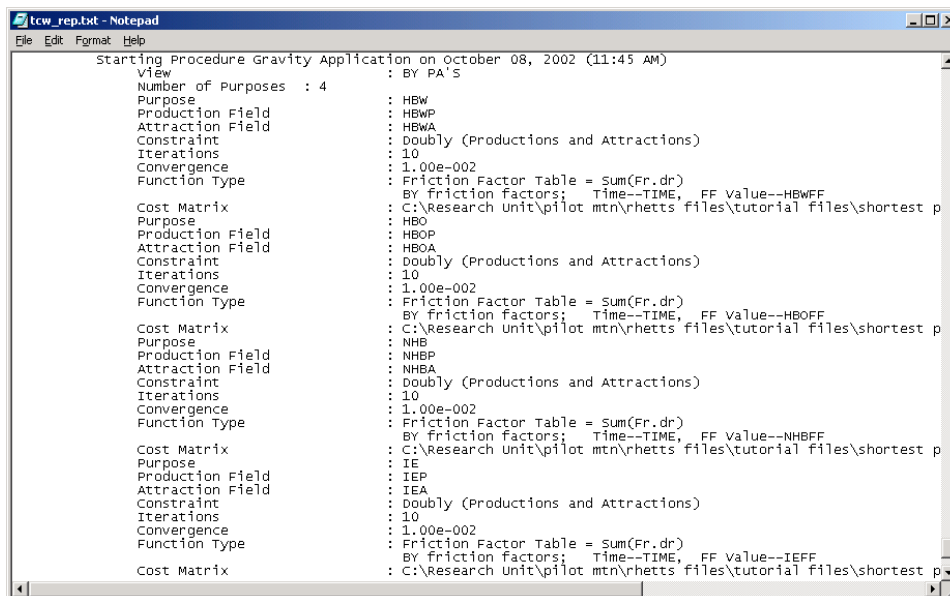 tcw_rep.txt - Notepad
File Edit Format Help
Starting Procedure Gravity Application on October 08, 2002 (11:45 AM)
View : BY PA'S
Number of Purposes : 4
Purpose : HBW
Production Field : HBWP
Attraction Field : HBWA
Constraint : Doubly (Productions and Attractions)
Iterations : 10
Convergence : 1.00e-002
Function Type : Friction Factor Table = Sum(Fr.dr)
BY friction factors; Time--TIME, FF Value--HBWFF
Cost Matrix : C:\Research Unit\pilot mtn\rhetts files\tutorial files\shortest p
Purpose : HBO
Production Field : HBOP
Attraction Field : HBOA
Constraint : Doubly (Productions and Attractions)
Iterations : 10
Convergence : 1.00e-002
Function Type : Friction Factor Table = Sum(Fr.dr)
BY friction factors; Time--TIME, FF Value--HBOFF
Cost Matrix : C:\Research Unit\pilot mtn\rhetts files\tutorial files\shortest p
Purpose : NHB
Production Field : NHBP
Attraction Field : NHBA
Constraint : Doubly (Productions and Attractions)
Iterations : 10
Convergence : 1.00e-002
Function Type : Friction Factor Table = Sum(Fr.dr)
BY friction factors; Time--TIME, FF Value--NHBFF
Cost Matrix : C:\Research Unit\pilot mtn\rhetts files\tutorial files\shortest p
Purpose : IE
Production Field : IEP
Attraction Field : IEA
Constraint : Doubly (Productions and Attractions)
Iterations : 10
Convergence : 1.00e-002
Function Type : Friction Factor Table = Sum(Fr.dr)
BY friction factors; Time--TIME, FF Value--IEFF
Cost Matrix : C:\Research Unit\pilot mtn\rhetts files\tutorial files\shortest p